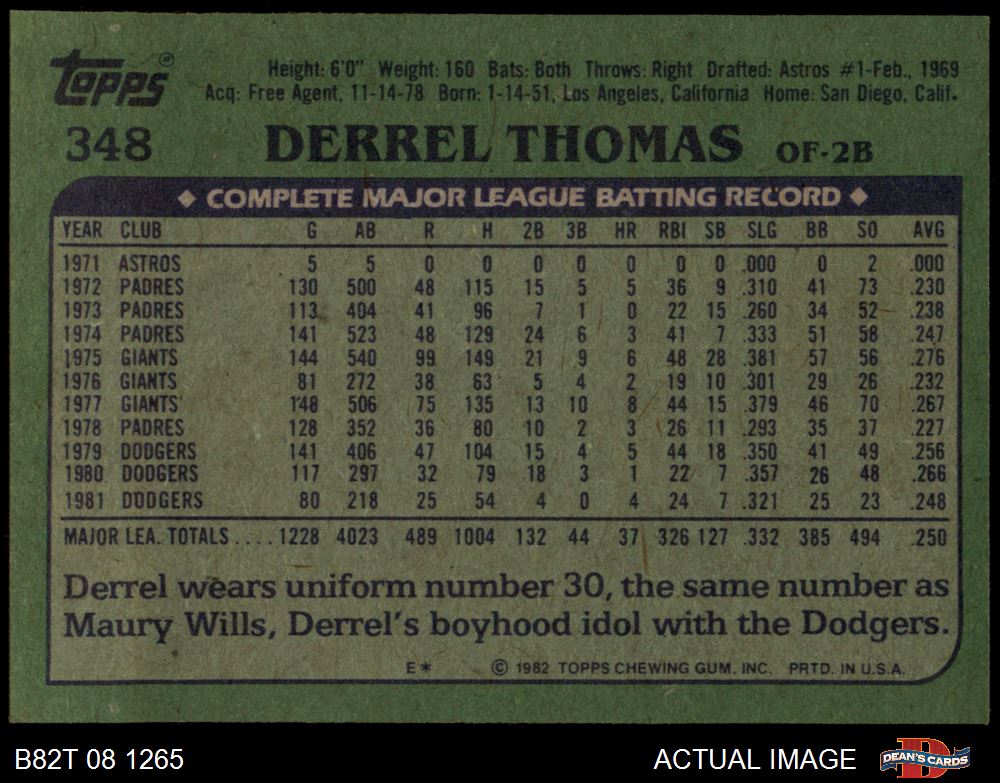 Topps®
Height: 6'0" Weight: 160 Bats: Both Throws: Right Drafted: Astros #1-Feb., 1969
Acq: Free Agent, 11-14-78 Born: 1-14-51, Los Angeles, California Home: San Diego, Calif.
348 DERREL THOMAS OF-2B
◆ COMPLETE MAJOR LEAGUE BATTING RECORD ◆
YEAR CLUB G AB R H 2B 3B HR RBI SB SLG BB SO AVG
1971 ASTROS 5 5 0 0 0 0 0 0 0 .000 0 2 .000
1972 PADRES 130 500 48 115 15 5 5 36 9 .310 41 73 .230
1973 PADRES 113 404 41 96 7 1 0 22 15 .260 34 52 .238
1974 PADRES 141 523 48 129 24 6 3 41 7 .333 51 58 .247
1975 GIANTS 144 540 99 149 21 9 6 48 28 .381 57 56 .276
1976 GIANTS 81 272 38 63 5 4 2 19 10 .301 29 26 .232
1977 GIANTS 148 506 75 135 13 10 8 44 15 .379 46 70 .267
1978 PADRES 128 352 36 80 10 2 3 26 11 .293 35 37 .227
1979 DODGERS 141 406 47 104 15 4 5 44 18 .350 41 49 .256
1980 DODGERS 117 297 32 79 18 3 1 22 7 .357 26 48 .266
1981 DODGERS 80 218 25 54 4 0 4 24 7 .321 25 23 .248
MAJOR LEA. TOTALS .... 1228 4023 489 1004 132 44 37 326 127 .332 385 494 .250
Derrel wears uniform number 30, the same number as
Maury Wills, Derrel's boyhood idol with the Dodgers.
E* © 1982 TOPPS CHEWING GUM. INC. PRTD. IN U.S.A.
B82T 08 1265 ACTUAL IMAGE DEAN'S CARDS